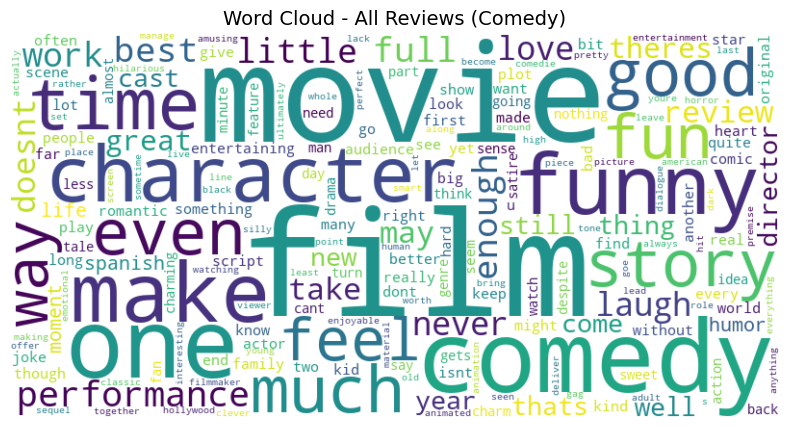 Word Cloud - All Reviews (Comedy)
work best little full love theres
often manage amusing lack last entertainment star
scene almost cast give part become comedie pretty bit
actually hilarious plot
rather set time movie good original
whole perfect show want going youre horror
lot minute feature ultimately look made nothing leave
doesnt people great need first around fun review
along high
far entertaining man go see yet sense heart
place audience bad quite
less live character day let big satire piece picture american comic
screen sometime line black smart think funny dialogue dark director
way life romantic something drama many right still thing another
even may enough tone hit premise
play silly point human seem find real always
tale new better genre hard
long spanish script turn really keep story idea
charming watching cant least dont bring watch despite goe
emotional make take worth film laugh every world lead role
moment viewer feel never come humor without everything
one know enjoyable might
making interesting actor two gets comedy
joke offer end family young say material isnt action deliver
though fan kid old animation sweet
performance classic filmmaker much year charm thats kind gag adult well s anything
sequel together hollywood clever animated seen back